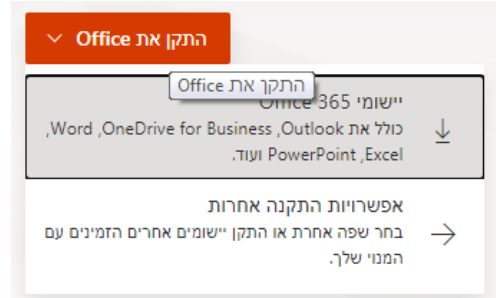 התקן את Office
התקן את Office
יישומי Office 365
כולל את Word ,OneDrive for Business ,Outlook,
PowerPoint ,Excel ועוד.
אפשרויות התקנה אחרות
בחר שפה אחרת או התקן יישומים אחרים הזמינים עם
המנוי שלך.